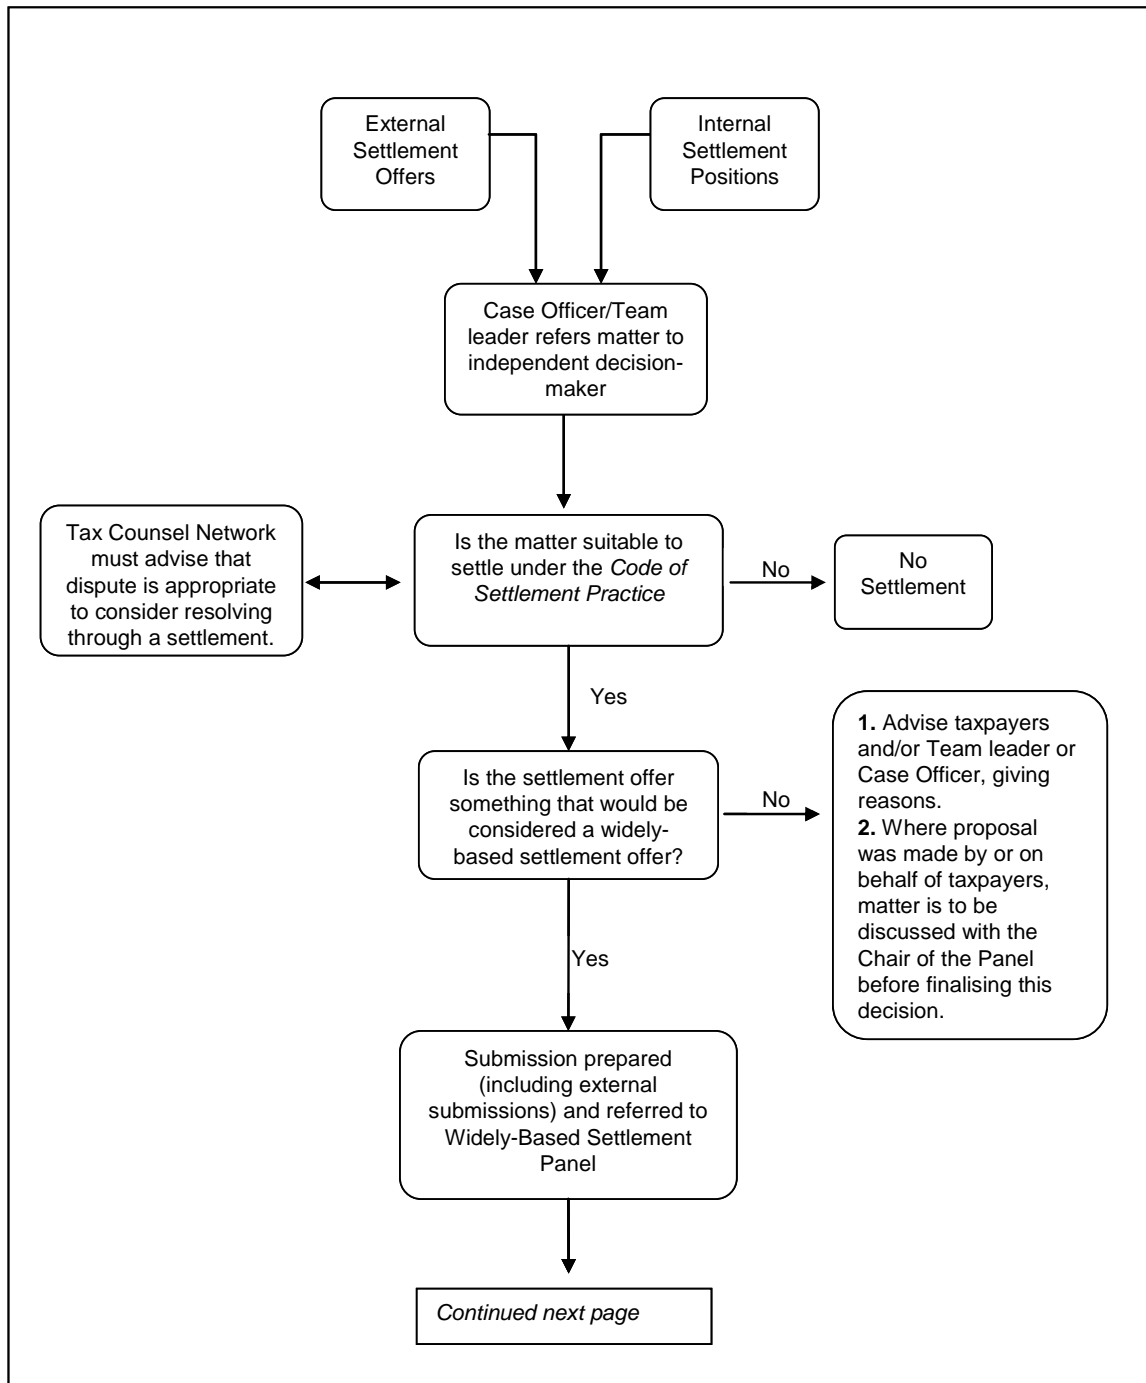 External
Settlement
Offers
Internal
Settlement
Positions
Case Officer/Team
leader refers matter to
independent decision-
maker
Tax Counsel Network
must advise that
dispute is appropriate
to consider resolving
through a settlement.
Is the matter suitable to
settle under the Code of
Settlement Practice
No
No
Settlement
Yes
Is the settlement offer
something that would be
considered a widely-
based settlement offer?
No
1. Advise taxpayers
and/or Team leader or
Case Officer, giving
reasons.
2. Where proposal
was made by or on
behalf of taxpayers,
matter is to be
discussed with the
Chair of the Panel
before finalising this
decision.
Yes
Submission prepared
(including external
submissions) and referred to
Widely-Based Settlement
Panel
Continued next page